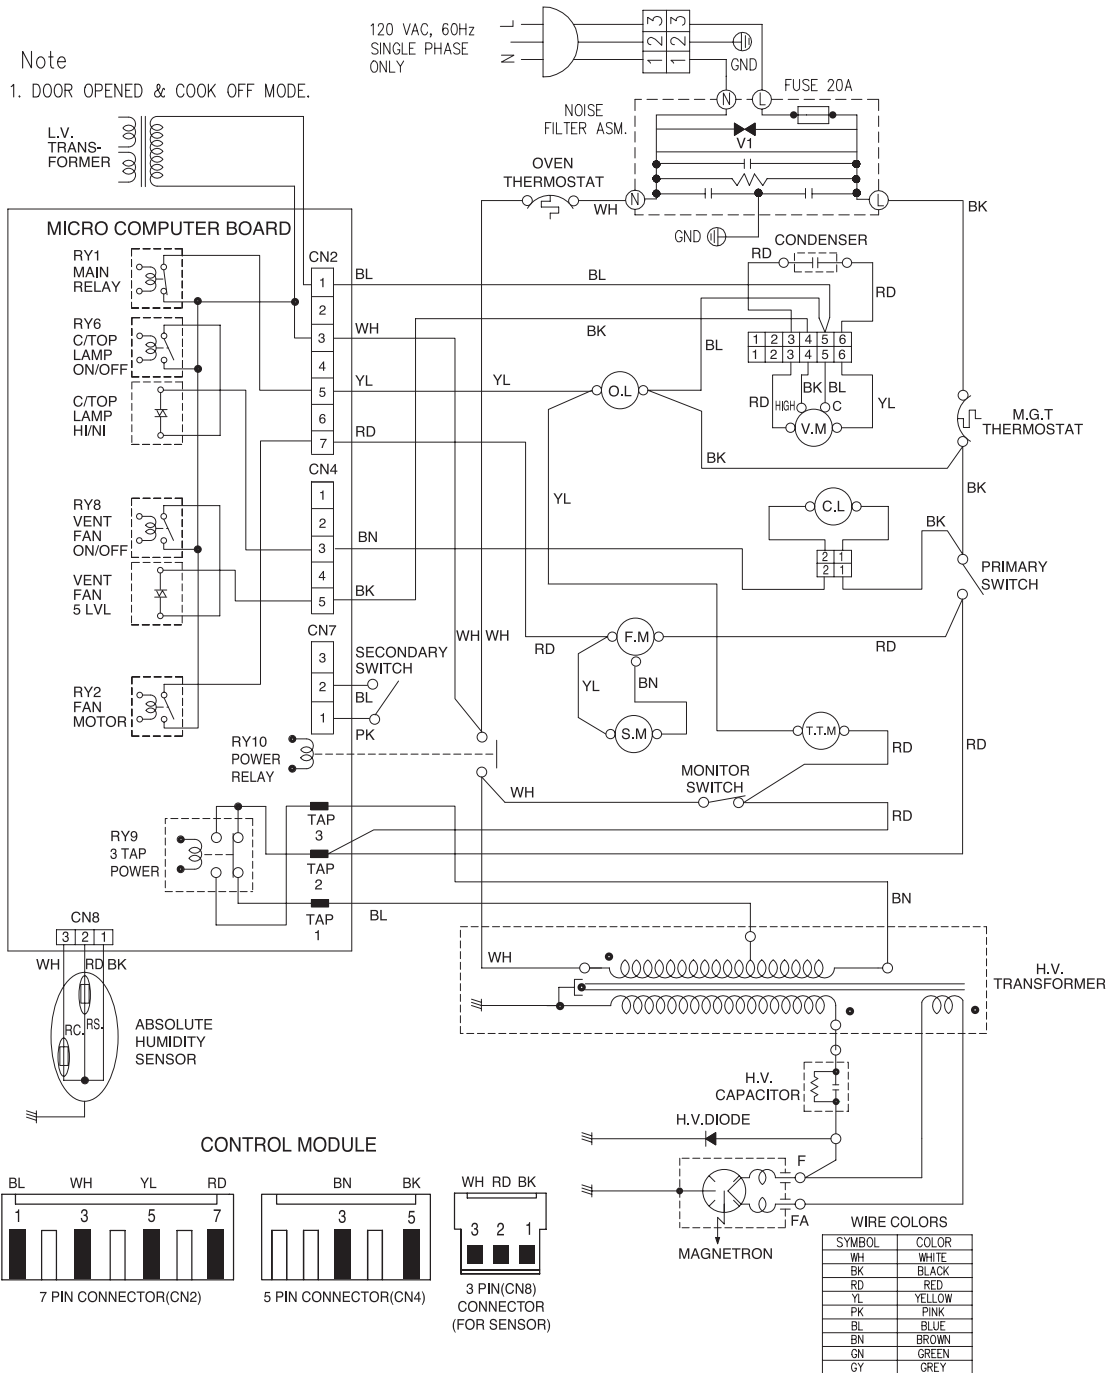 Note
1. DOOR OPENED & COOK OFF MODE.
120 VAC, 60Hz
SINGLE PHASE
ONLY
L
N
3 3
2 2
1 1
GND
N
L
FUSE 20A
NOISE
FILTER ASM.
V1
L.V.
TRANS-
FORMER
OVEN
THERMOSTAT
WH
N
L
BK
GND
MICRO COMPUTER BOARD
RY1
MAIN
RELAY
RY6
C/TOP
LAMP
ON/OFF
C/TOP
LAMP
HI/NI
RY8
VENT
FAN
ON/OFF
VENT
FAN
5 LVL
RY2
FAN
MOTOR
CN2
1
2
3
4
5
6
7
BL
WH
YL
RD
CN4
1
2
3
4
5
BN
BK
CN7
3
2
1
BL
PK
SECONDARY
SWITCH
RY10
POWER
RELAY
RY9
3 TAP
POWER
TAP
3
TAP
2
TAP
1
BL
CONDENSER
RD
RD
BL
BK
BL
1 2 3 4 5 6
1 2 3 4 5 6
RD
HIGH
BK
BL
C
YL
V.M
YL
O.L
BK
YL
M.G.T
THERMOSTAT
BK
C.L
BK
2 1
2 1
PRIMARY
SWITCH
WH
WH
RD
F.M
RD
YL
BN
S.M
T.T.M
RD
RD
MONITOR
SWITCH
WH
RD
BN
WH
H.V.
TRANSFORMER
CN8
3 2 1
WH
RD
BK
RC.
RS.
ABSOLUTE
HUMIDITY
SENSOR
H.V.
CAPACITOR
H.V.DIODE
F
FA
MAGNETRON
CONTROL MODULE
BL WH YL RD
1 3 5 7
7 PIN CONNECTOR(CN2)
BN BK
3 5
5 PIN CONNECTOR(CN4)
WH RD BK
3 2 1
3 PIN(CN8)
CONNECTOR
(FOR SENSOR)
WIRE COLORS
SYMBOL COLOR
WH WHITE
BK BLACK
RD RED
YL YELLOW
PK PINK
BL BLUE
BN BROWN
GN GREEN
GY GREY